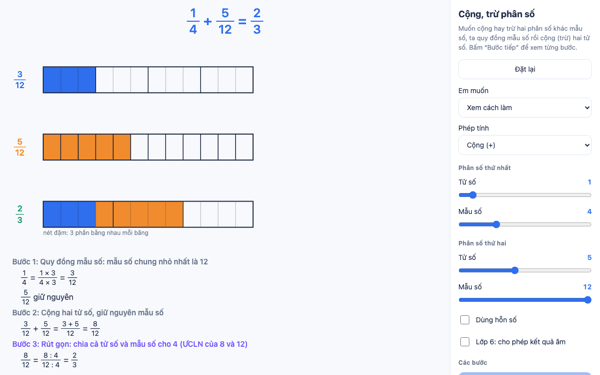 1/4 + 5/12 = 2/3
3/12
5/12
2/3
nét đậm: 3 phần bằng nhau mỗi băng
Bước 1: Quy đồng mẫu số: mẫu số chung nhỏ nhất là 12
1/4 = 1 × 3/4 × 3 = 3/12
5/12 giữ nguyên
Bước 2: Cộng hai tử số, giữ nguyên mẫu số
3/12 + 5/12 = 3 + 5/12 = 8/12
Bước 3: Rút gọn: chia cả tử số và mẫu số cho 4 (ƯCLN của 8 và 12)
8/12 = 8 : 4/12 : 4 = 2/3
Cộng, trừ phân số
Muốn cộng hay trừ hai phân số khác mẫu
số, ta quy đồng mẫu số rồi cộng (trừ) hai tử
số. Bấm “Bước tiếp” để xem từng bước.
Đặt lại
Em muốn
Xem cách làm
Phép tính
Cộng (+)
Phân số thứ nhất
Tử số 1
Mẫu số 4
Phân số thứ hai
Tử số 5
Mẫu số 12
Dùng hỗn số
Lớp 6: cho phép kết quả âm
Các bước